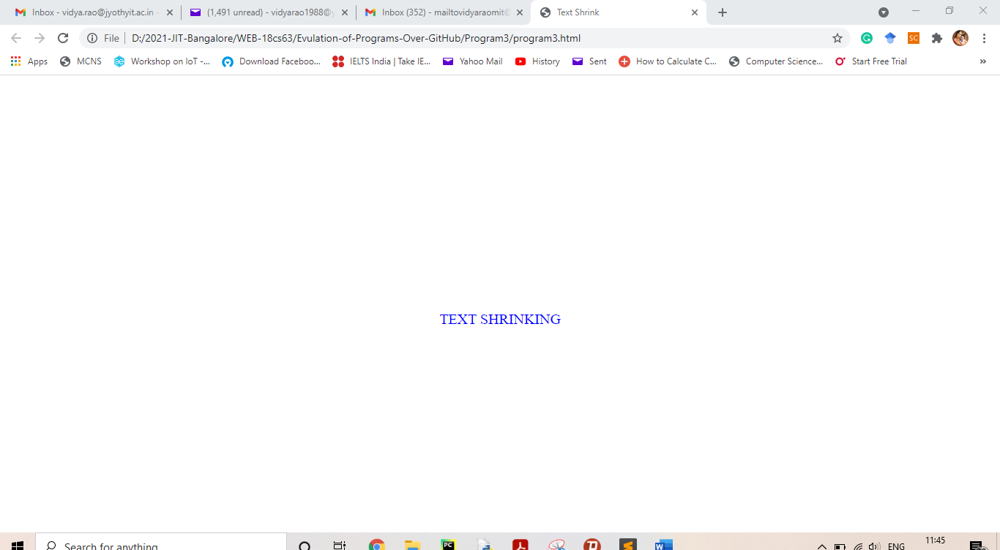 Inbox - vidya.rao@jyothyit.ac.in - (1,491 unread) - vidyarao1988@y Inbox (352) - mailtovidyaraomit@ Text Shrink
File D:/2021-JIT-Bangalore/WEB-18cs63/Evulation-of-Programs-Over-GitHub/Program3/program3.html SC
Apps MCNS Workshop on IoT -... Download Faceboo... IELTS India | Take IE... Yahoo Mail History Sent How to Calculate C... Computer Science... Start Free Trial »
TEXT SHRINKING
Search for anything PC W ENG 11:45